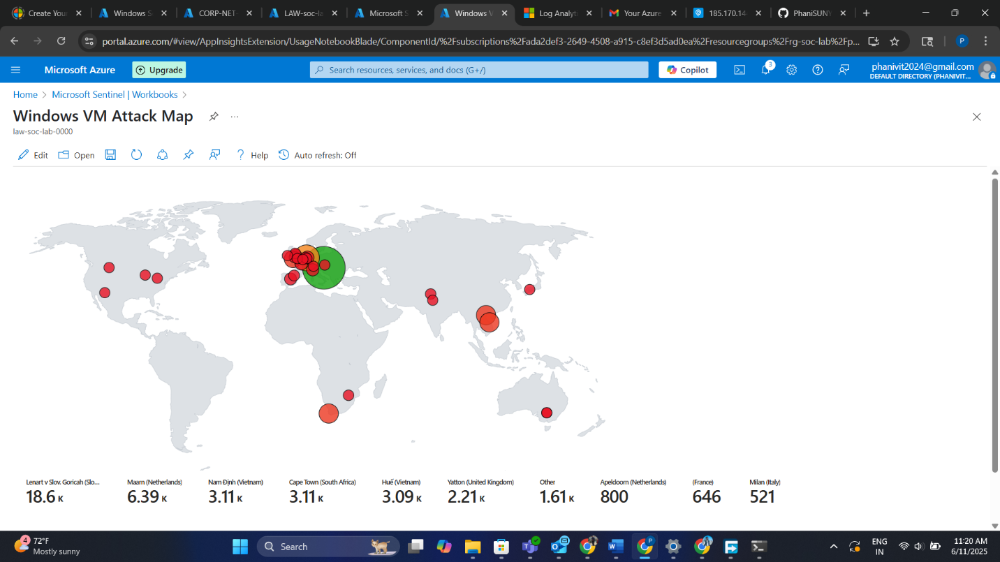 Create Your
Windows S
CORP-NET-
LAW-soc-la
Microsoft S
Windows V
Log Analyt
Your Azure
185.170.14
PhaniSUNY
portal.azure.com/#view/AppInsightsExtension/UsageNotebookBlade/ComponentId/%2Fsubscriptions%2Fada2def3-2649-4508-a915-c8ef3d5ad0ea%2Fresourcegroups%2Frg-soc-lab%2Fp...
P
Microsoft Azure
Upgrade
Search resources, services, and docs (G+/)
Copilot
3
phanivit2024@gmail.com
DEFAULT DIRECTORY (PHANIVIT...
Home > Microsoft Sentinel | Workbooks >
Windows VM Attack Map
...
law-soc-lab-0000
Edit
Open
Help
Auto refresh: Off
Lenart v Slov. Goricah (Slo...
18.6 K
Maarn (Netherlands)
6.39 K
Nam Định (Vietnam)
3.11 K
Cape Town (South Africa)
3.11 K
Huế (Vietnam)
3.09 K
Yatton (United Kingdom)
2.21 K
Other
1.61 K
Apeldoorn (Netherlands)
800
(France)
646
Milan (Italy)
521
4
72°F
Mostly sunny
Search
ENG
IN
11:20 AM
6/11/2025